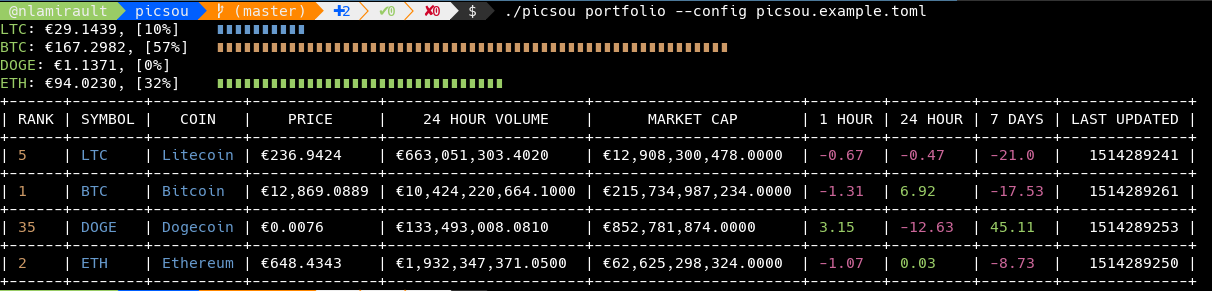 @nlamirault picsou (master) ✚2 ✔0 ✘0 $ ./picsou portfolio --config picsou.example.toml
LTC: €29.1439, [10%]
BTC: €167.2982, [57%]
DOGE: €1.1371, [0%]
ETH: €94.0230, [32%]
| RANK | SYMBOL | COIN | PRICE | 24 HOUR VOLUME | MARKET CAP | 1 HOUR | 24 HOUR | 7 DAYS | LAST UPDATED |
| 5 | LTC | Litecoin | €236.9424 | €663,051,303.4020 | €12,908,300,478.0000 | -0.67 | -0.47 | -21.0 | 1514289241 |
| 1 | BTC | Bitcoin | €12,869.0889 | €10,424,220,664.1000 | €215,734,987,234.0000 | -1.31 | 6.92 | -17.53 | 1514289261 |
| 35 | DOGE | Dogecoin | €0.0076 | €133,493,008.0810 | €852,781,874.0000 | 3.15 | -12.63 | 45.11 | 1514289253 |
| 2 | ETH | Ethereum | €648.4343 | €1,932,347,371.0500 | €62,625,298,324.0000 | -1.07 | 0.03 | -8.73 | 1514289250 |